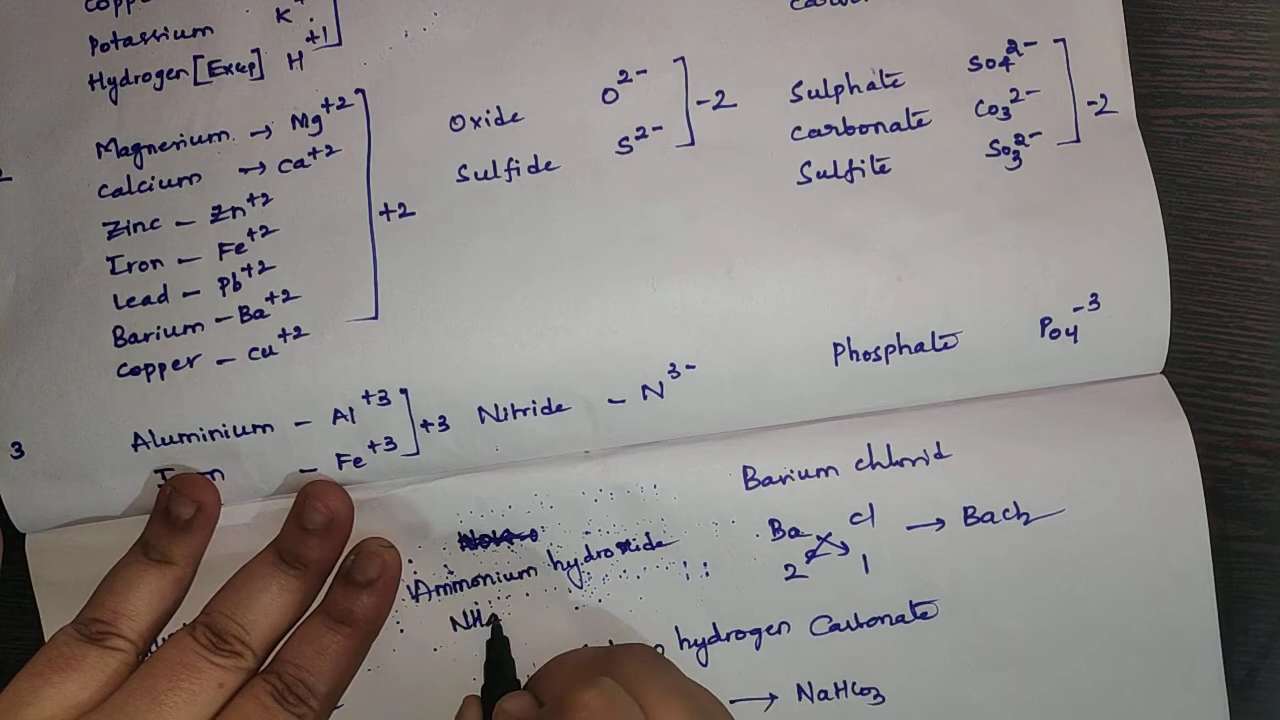 Potassium K+
Hydrogen [Exep] H+1
Magnesium → Mg+2
Calcium → Ca+2
Zinc – Zn+2
Iron – Fe+2
Lead – Pb+2
Barium – Ba+2
Copper – Cu+2
+2
Oxide O2-
Sulfide S2-
-2
Sulphate SO42-
Carbonate CO32-
Sulfite SO32-
-2
3
Aluminium – Al+3
– Fe+3
+3
Nitride – N3-
Phosphate PO4-3
Barium chlorid
Ba Cl → BaCl2
2 1
Ammonium hydroxide
NH4
hydrogen Carbonate
→ NaHCO3